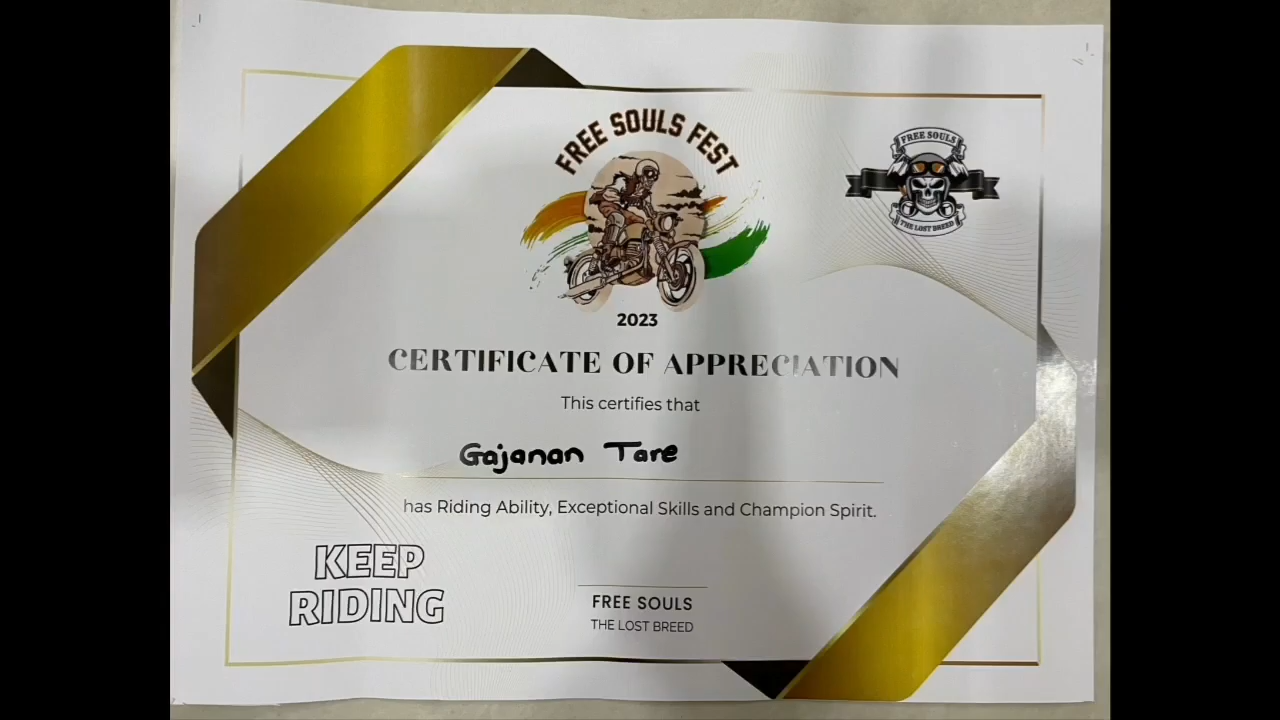 FREE SOULS FEST
FREE SOULS
THE LOST BREED
2023
CERTIFICATE OF APPRECIATION
This certifies that
Gajanan Tare
has Riding Ability, Exceptional Skills and Champion Spirit.
KEEP
RIDING
FREE SOULS
THE LOST BREED